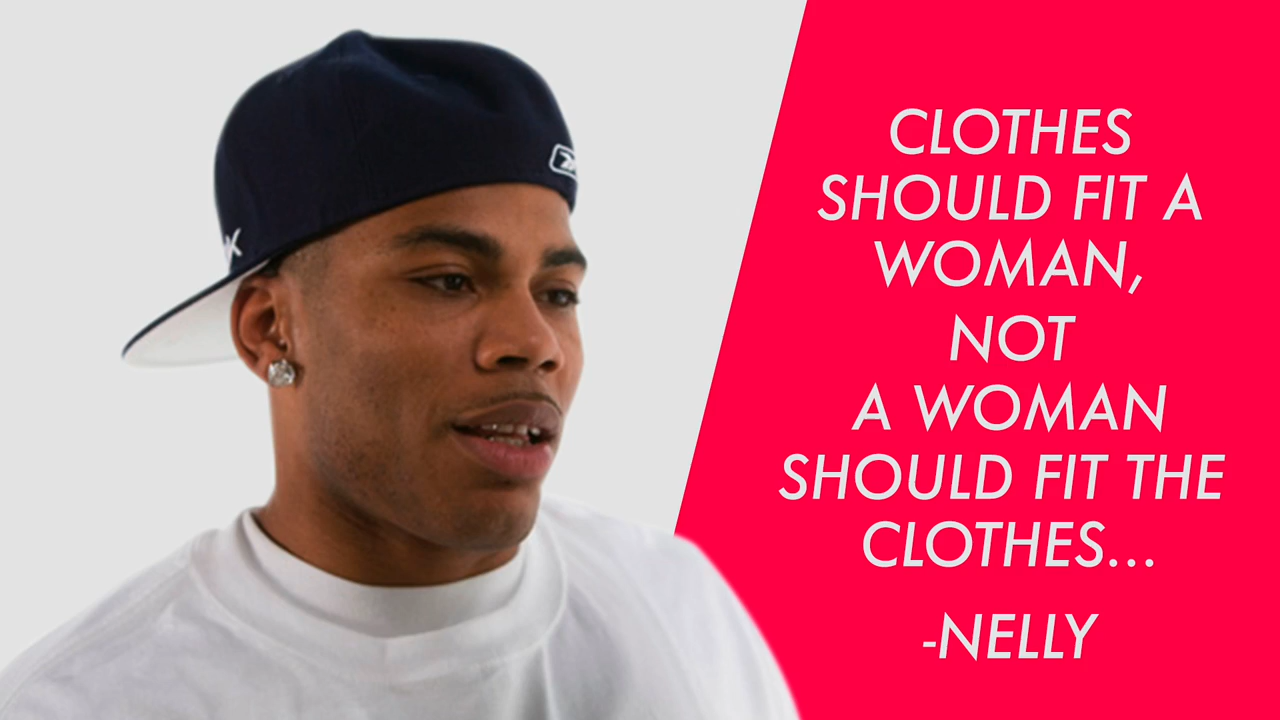 CLOTHES
SHOULD FIT A
WOMAN,
NOT
A WOMAN
SHOULD FIT THE
CLOTHES...
-NELLY